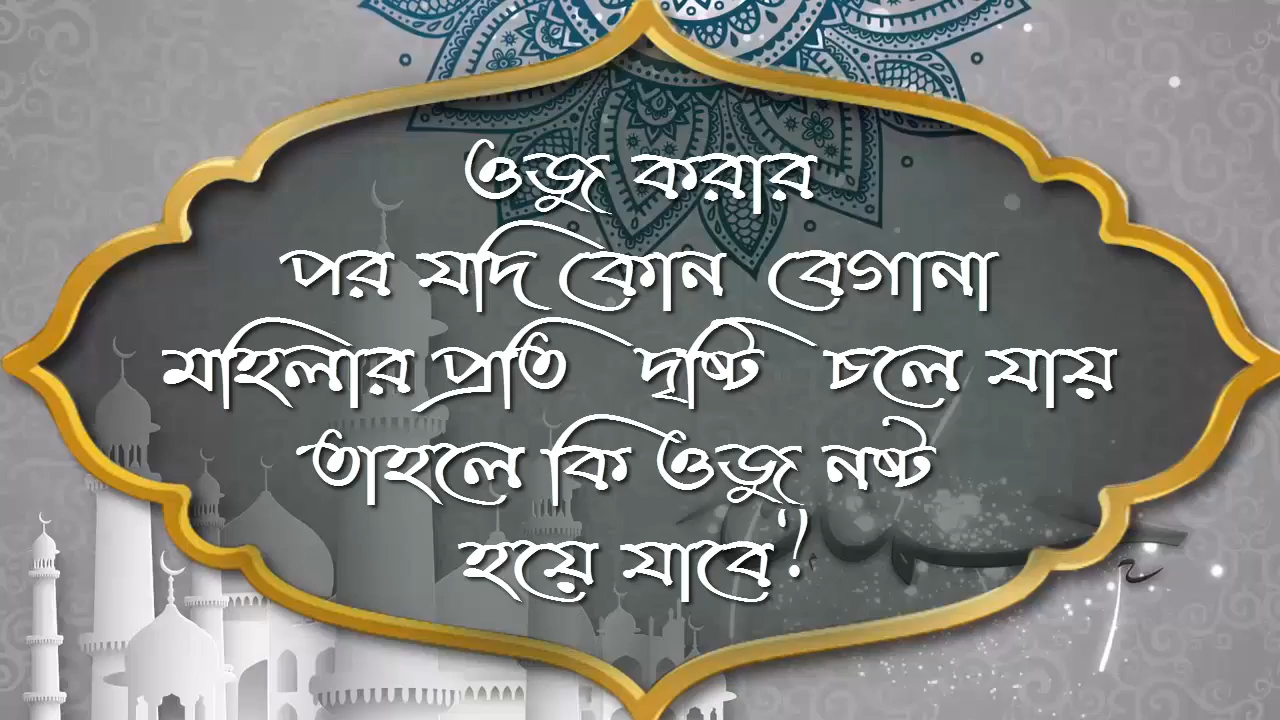 ওজু করার
পর যদি কোন বেগানা
মহিলার প্রতি দৃষ্টি চলে যায়
তাহলে কি ওজু নষ্ট
হয়ে যাবে?